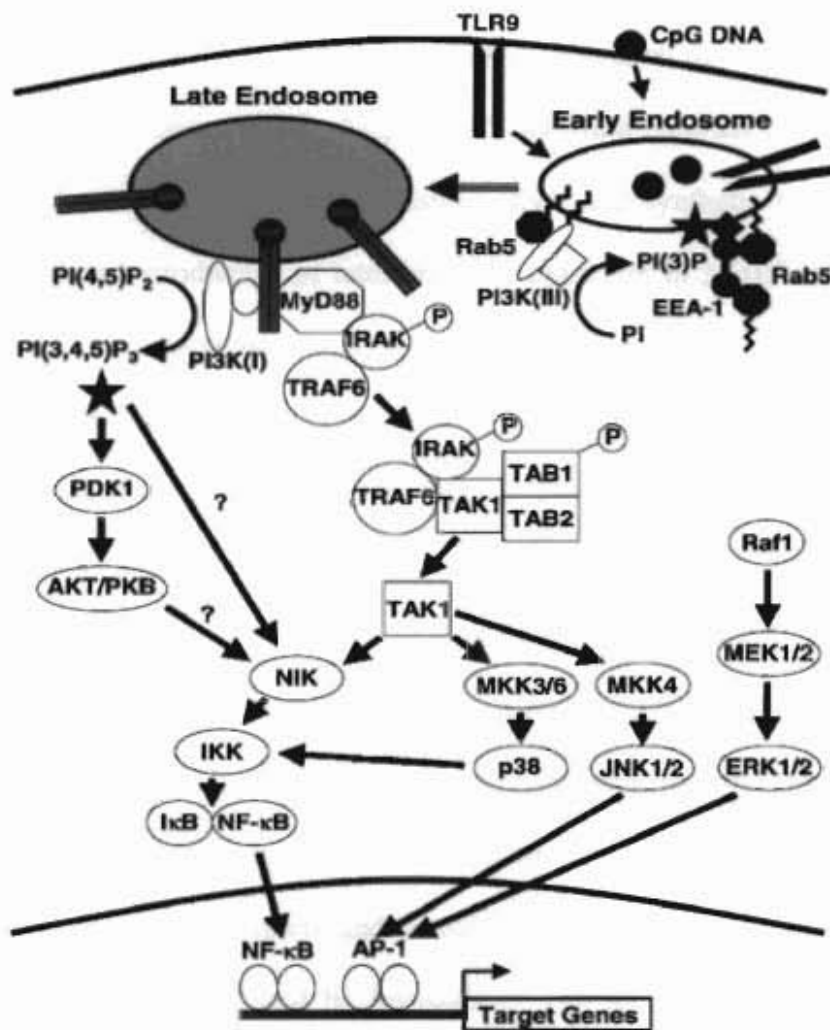 TLR9
CpG DNA
Late Endosome
Early Endosome
Rab5
PI(3)P
Rab5
PI3K(III)
EEA-1
PI
PI(4,5)P2
MyD88
P
IRAK
PI(3,4,5)P3
PI3K(I)
TRAF6
P
IRAK
P
TAB1
PDK1
?
TRAF6
TAK1
TAB2
Raf1
AKT/PKB
?
TAK1
MEK1/2
NIK
MKK3/6
MKK4
IKK
p38
JNK1/2
ERK1/2
IκB
NF-κB
NF-κB
AP-1
Target Genes